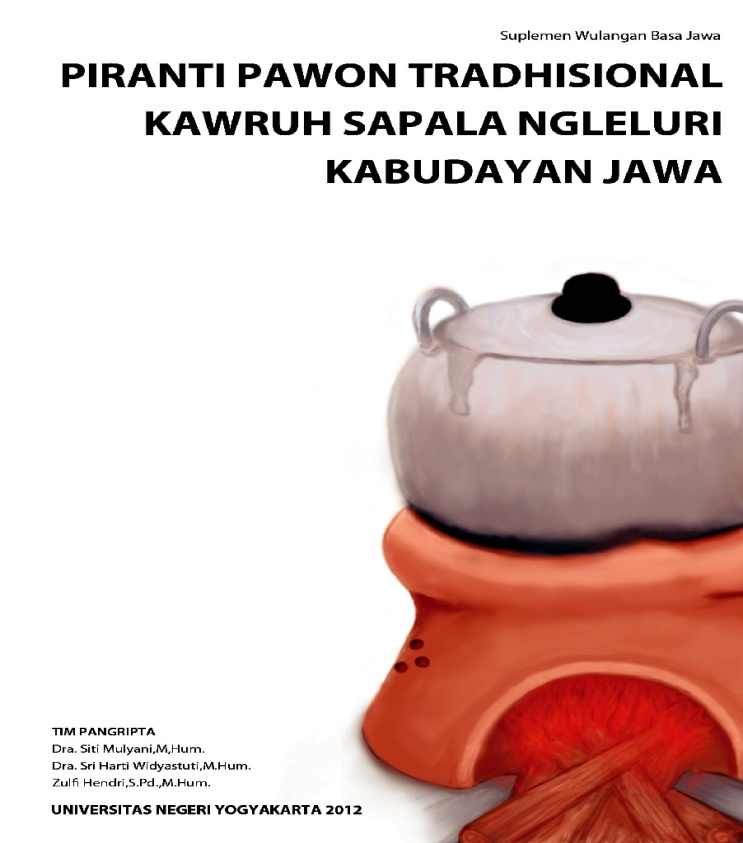 Suplemen Wulangan Basa Jawa
PIRANTI PAWON TRADHISIONAL
KAWRUH SAPALA NGLELURI
KABUDAYAN JAWA
TIM PANGRIPTA
Dra. Siti Mulyani,M,Hum.
Dra. Sri Harti Widyastuti,M.Hum.
Zulfi Hendri,S.Pd.,M.Hum.
UNIVERSITAS NEGERI YOGYAKARTA 2012